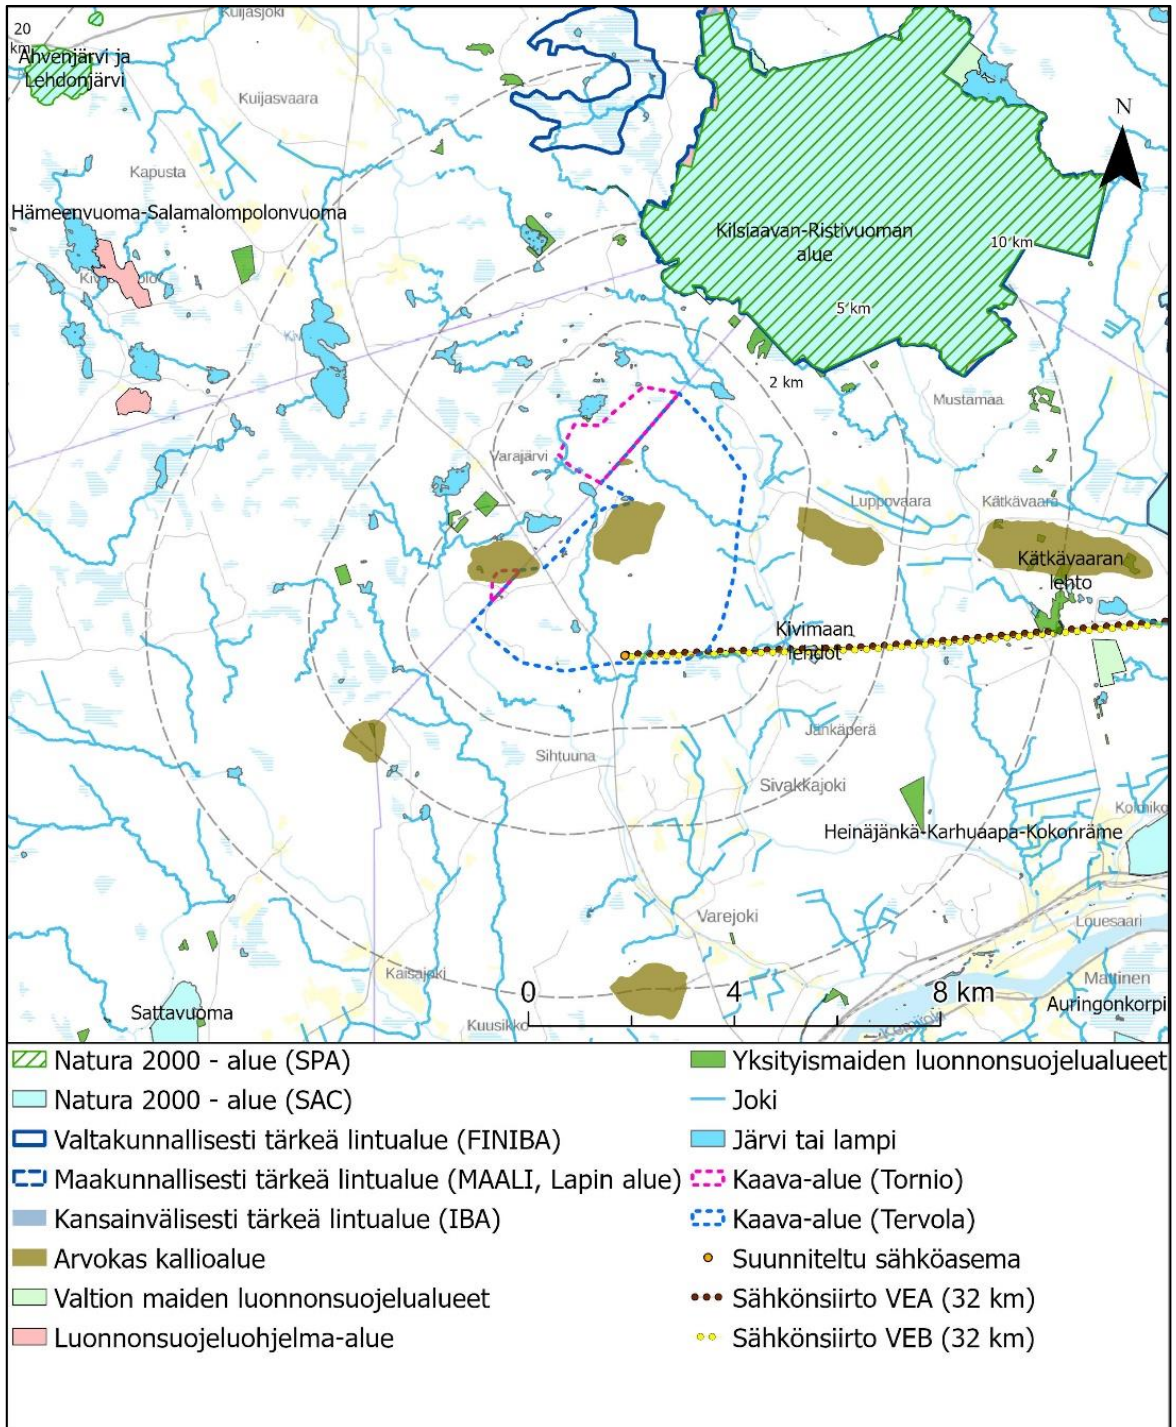 Kuijasjoki
20
km
Ahvenjärvi ja
Lehdonjärvi
Kuijasvaara
N
Kapusta
Hämeenvuoma-Salamalompolonvuoma
Kilsiaavan-Ristivuoman
alue
10 km
5 km
2 km
Mustamaa
Varajärvi
Luppovaara
Kätkävaara
Kätkävaaran
lehto
Kivimaan
lehdot
Jänkäperä
Sihtuuna
Sivakkajoki
Heinäjänkä-Karhuaapa-Kokonräme
Varejoki
Louesaari
Kaisajoki
Mattinen
0
4
8 km
Auringonkorpi
Sattavuoma
Kuusikko
Natura 2000 - alue (SPA)
Natura 2000 - alue (SAC)
Valtakunnallisesti tärkeä lintualue (FINIBA)
Maakunnallisesti tärkeä lintualue (MAALI, Lapin alue)
Kansainvälisesti tärkeä lintualue (IBA)
Arvokas kallioalue
Valtion maiden luonnonsuojelualueet
Luonnonsuojeluohjelma-alue
Yksityismaiden luonnonsuojelualueet
Joki
Järvi tai lampi
Kaava-alue (Tornio)
Kaava-alue (Tervola)
Suunniteltu sähköasema
Sähkönsiirto VEA (32 km)
Sähkönsiirto VEB (32 km)